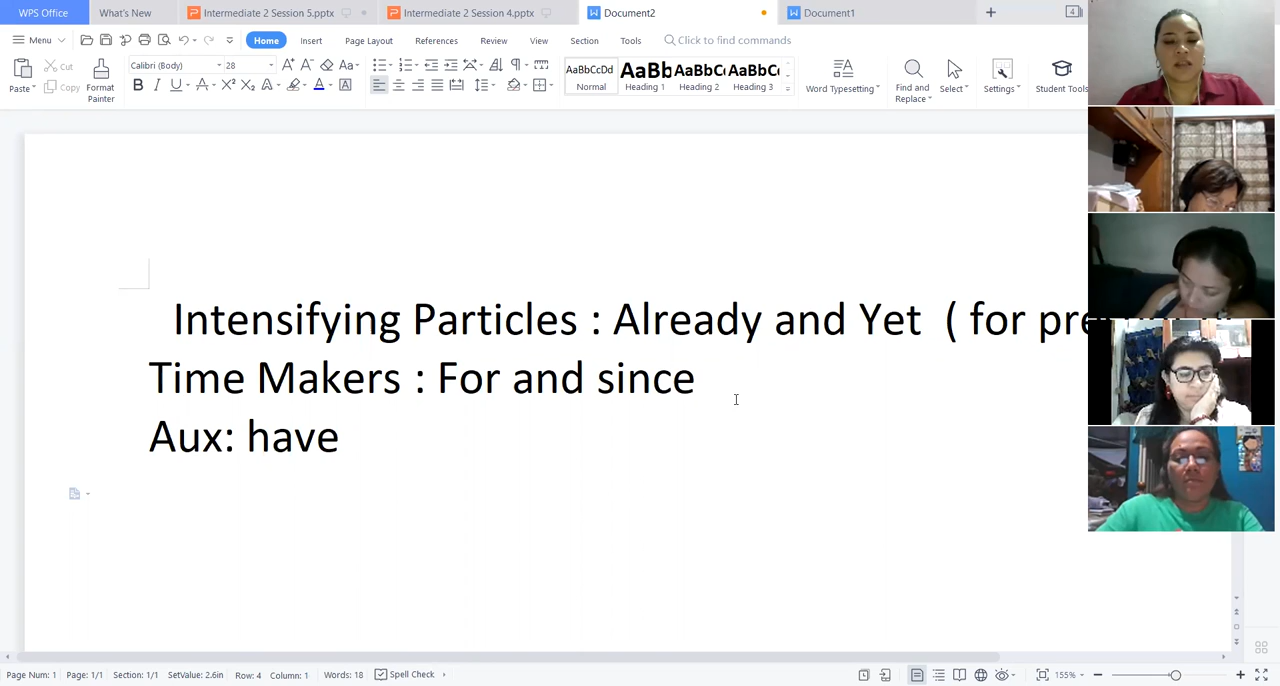 WPS Office What's New Intermediate 2 Session 5.pptx Intermediate 2 Session 4.pptx Document2 Document1 4
Menu Home Insert Page Layout References Review View Section Tools Click to find commands
Paste Cut Copy Format Painter Calibri (Body) 28 AaBbCcDd Normal AaBb Heading 1 AaBbC Heading 2 AaBbC Heading 3 Word Typesetting Find and Replace Select Settings Student Tools
Intensifying Particles : Already and Yet ( for
Time Makers : For and since
Aux: have
Page Num: 1 Page: 1/1 Section: 1/1 SetValue: 2.6in Row: 4 Column: 1 Words: 18 Spell Check 155%